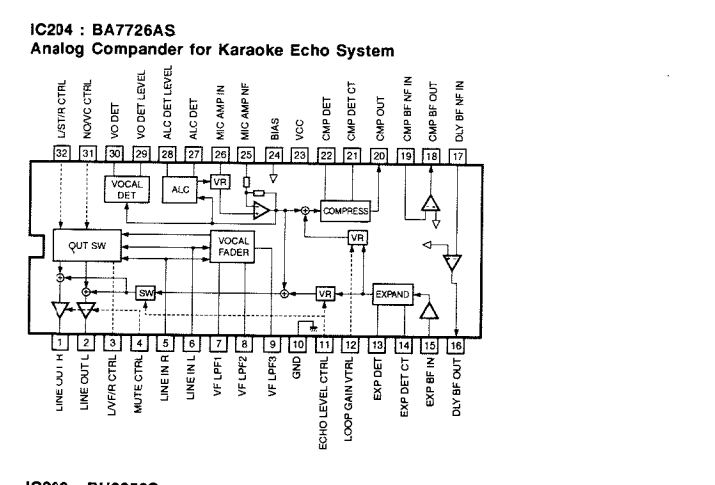 IC204 : BA7726AS
Analog Compander for Karaoke Echo System
L/ST/R CTRL
NO/VC CTRL
VO DET
VO DET LEVEL
ALC DET LEVEL
ALC DET
MIC AMP IN
MIC AMP NF
BIAS
VCC
CMP DET
CMP DET CT
CMP OUT
CMP BF NF IN
CMP BF OUT
DLY BF NF IN
32 31 30 29 28 27 26 25 24 23 22 21 20 19 18 17
VOCAL
DET
ALC
VR
COMPRESS
OUT SW
VOCAL
FADER
VR
SW
VR
EXPAND
1 2 3 4 5 6 7 8 9 10 11 12 13 14 15 16
LINE OUT R
LINE OUT L
L/VF/R CTRL
MUTE CTRL
LINE IN R
LINE IN L
VF LPF1
VF LPF2
VF LPF3
GND
ECHO LEVEL CTRL
LOOP GAIN VTRL
EXP DET
EXP DET CT
EXP BF IN
DLY BF OUT